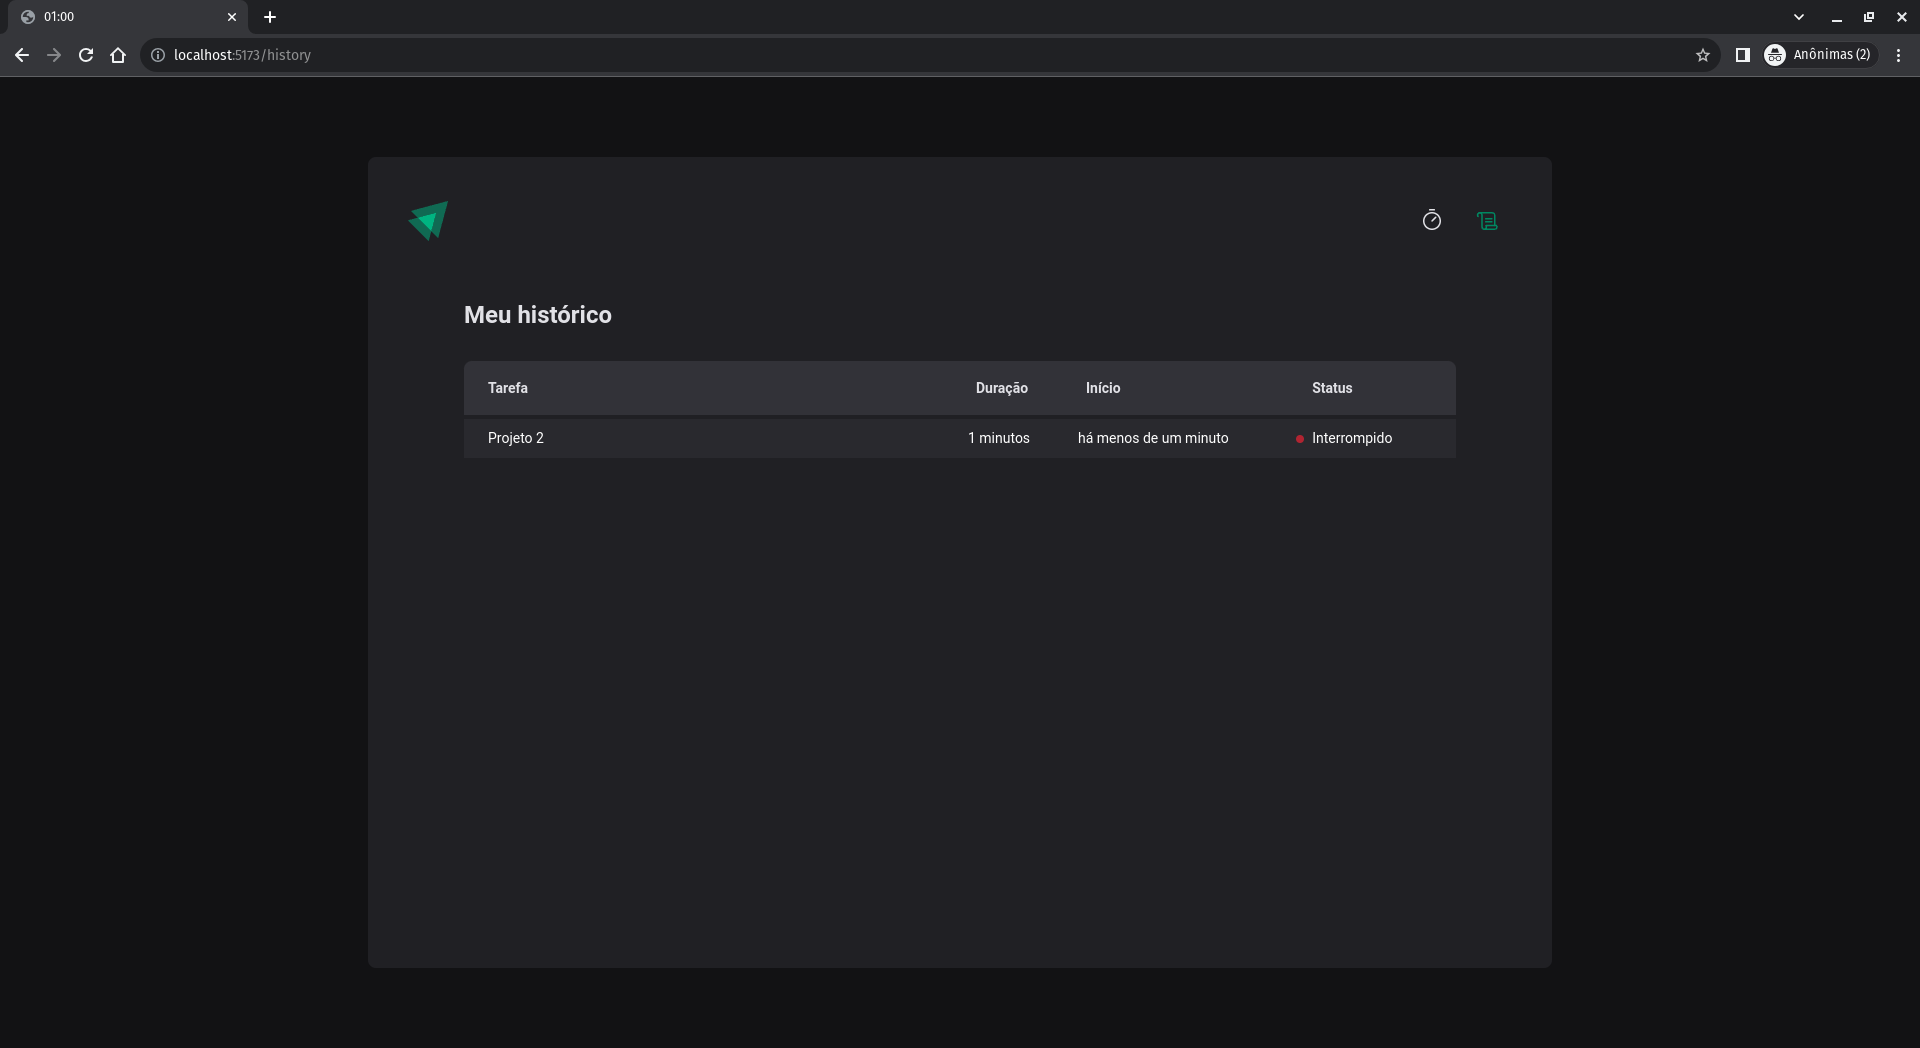 01:00
localhost:5173/history
Anônimas (2)
Meu histórico
Tarefa Duração Início Status
Projeto 2 1 minutos há menos de um minuto Interrompido